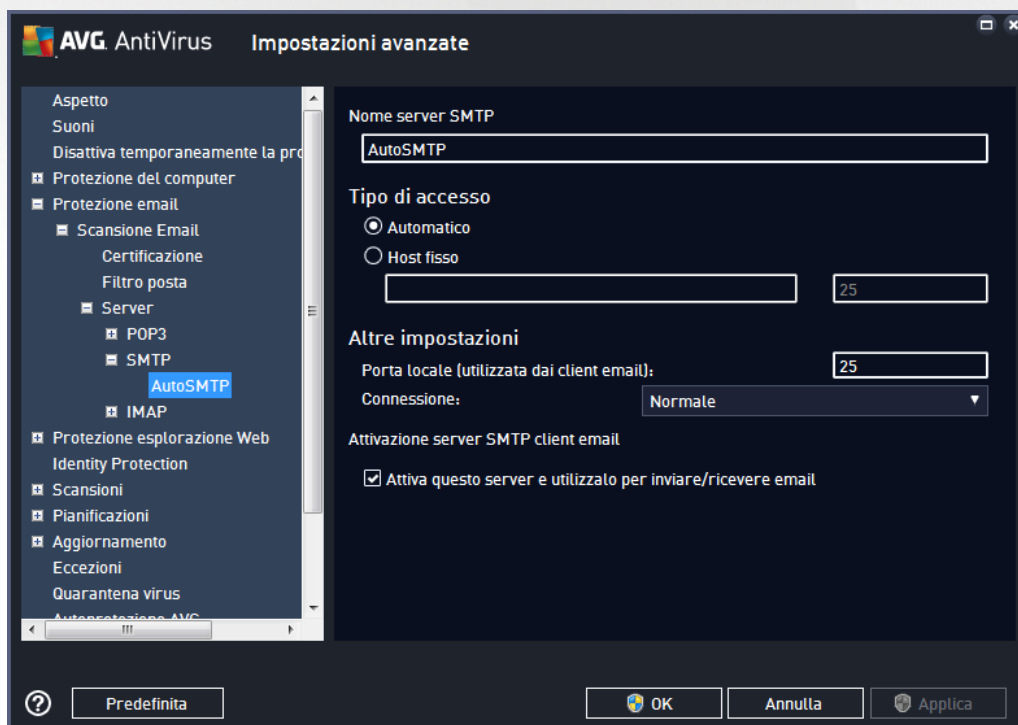 AVG. AntiVirus Impostazioni avanzate
Aspetto
Suoni
Disattiva temporaneamente la pro
Protezione del computer
Protezione email
Scansione Email
Certificazione
Filtro posta
Server
POP3
SMTP
AutoSMTP
IMAP
Protezione esplorazione Web
Identity Protection
Scansioni
Pianificazioni
Aggiornamento
Eccezioni
Quarantena virus
Autoprotezione AVG
Nome server SMTP
AutoSMTP
Tipo di accesso
Automatico
Host fisso
25
Altre impostazioni
Porta locale (utilizzata dai client email): 25
Connessione: Normale
Attivazione server SMTP client email
Attiva questo server e utilizzalo per inviare/ricevere email
Predefinita OK Annulla Applica